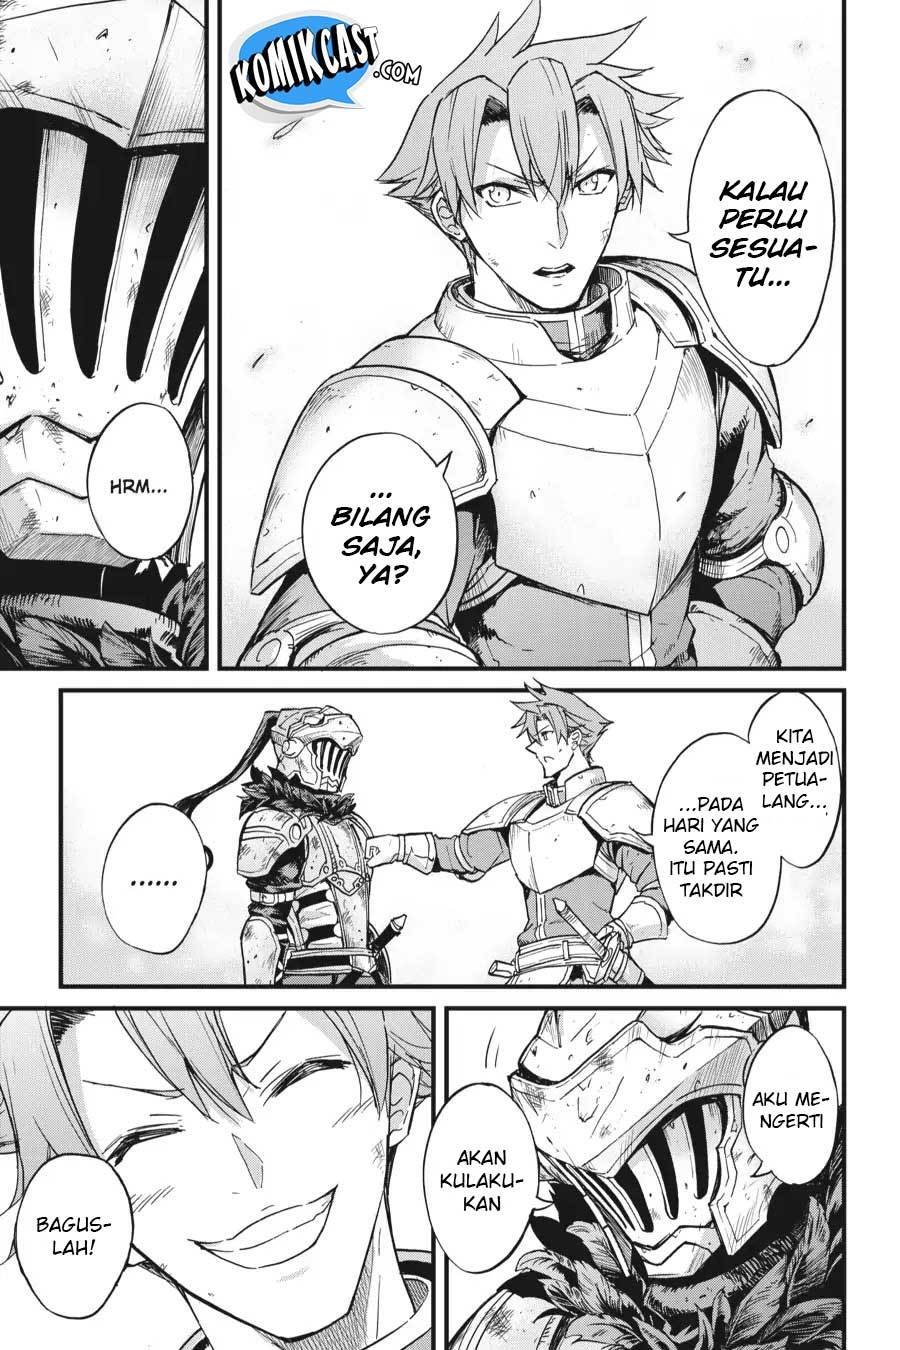 KOMIKCAST
.COM
KALAU
PERLU
SESUA-
TU...
...
BILANG
SAJA,
YA?
HRM...
KITA
MENJADI
PETUA-
LANG...
...PADA
HARI YANG
SAMA.
ITU PASTI
TAKDIR
......
AKU ME-
NGERTI
AKAN
KULAKU-
KAN
BAGUS-
LAH!